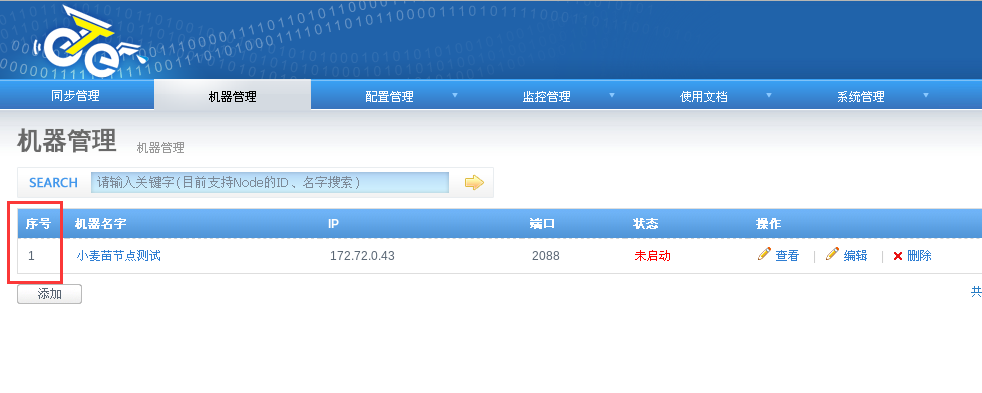 同步管理 机器管理 配置管理 监控管理 使用文档 系统管理
机器管理 机器管理
SEARCH 请输入关键字(目前支持Node的ID、名字搜索)
序号 机器名字 IP 端口 状态 操作
1 小麦苗节点测试 172.72.0.43 2088 未启动 查看 | 编辑 | 删除
添加 共